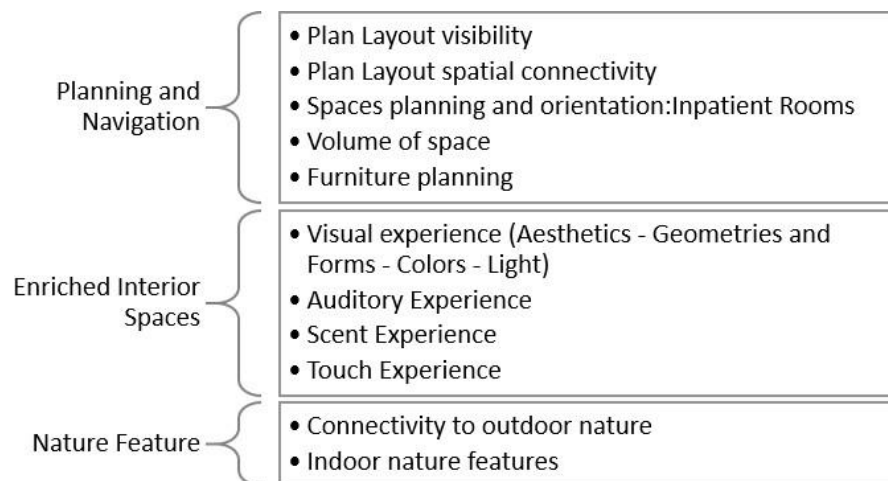 Planning and
Navigation
• Plan Layout visibility
• Plan Layout spatial connectivity
• Spaces planning and orientation:Inpatient Rooms
• Volume of space
• Furniture planning
Enriched Interior
Spaces
• Visual experience (Aesthetics - Geometries and
Forms - Colors - Light)
• Auditory Experience
• Scent Experience
• Touch Experience
Nature Feature
• Connectivity to outdoor nature
• Indoor nature features